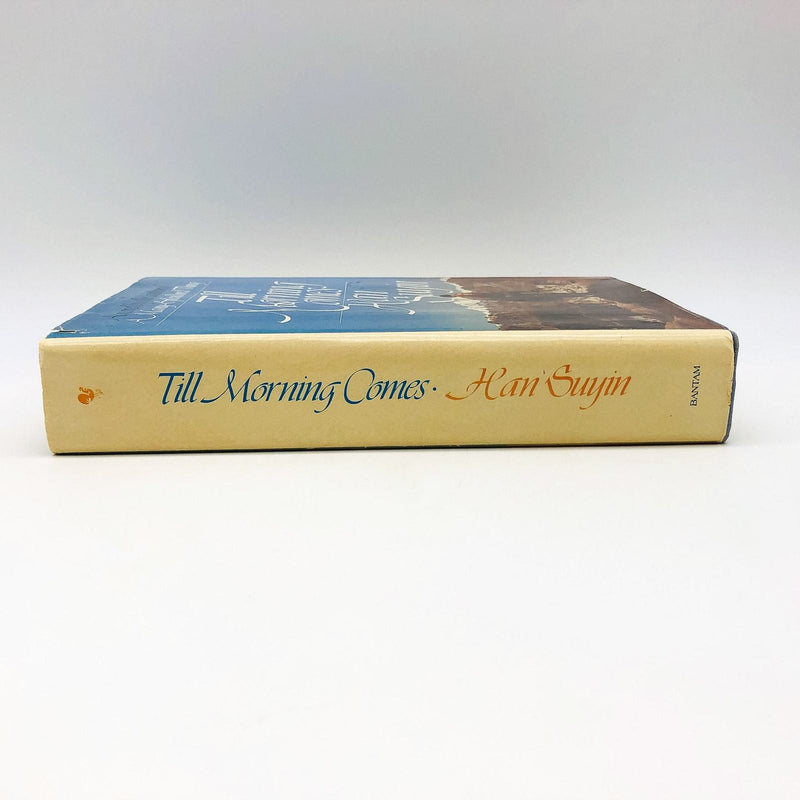 Till Morning Comes · Han Suyin
BANTAM
Till
Morning
Comes
Han
Suyin